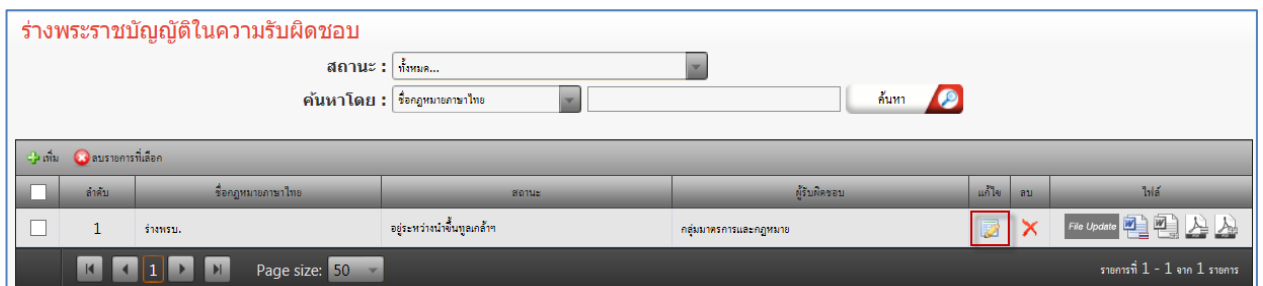 ร่างพระราชบัญญัติในความรับผิดชอบ
สถานะ : ทั้งหมด...
ค้นหาโดย : ชื่อกฎหมายภาษาไทย ค้นหา
เพิ่ม ลบรายการที่เลือก
ลำดับ ชื่อกฎหมายภาษาไทย สถานะ ผู้รับผิดชอบ แก้ไข ลบ ไฟล์
1 ร่างพรบ. อยู่ระหว่างนำขึ้นทูลเกล้าฯ กลุ่มมาตรการและกฎหมาย File Update
1 Page size: 50 รายการที่ 1 - 1 จาก 1 รายการ